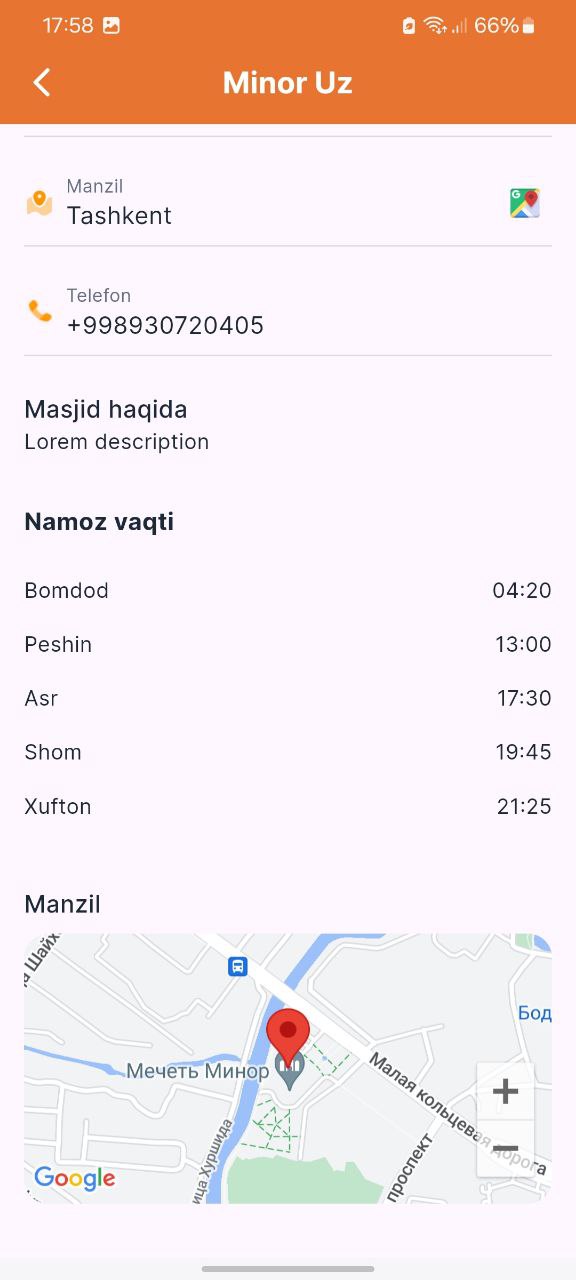 17:58
66%
Minor Uz
Manzil
Tashkent
Telefon
+998930720405
Masjid haqida
Lorem description
Namoz vaqti
Bomdod 04:20
Peshin 13:00
Asr 17:30
Shom 19:45
Xufton 21:25
Manzil
а Шайх
Бод
Мечеть Минор
Малая кольцевая дорога
ица Хуршида
проспект
+
−
Google